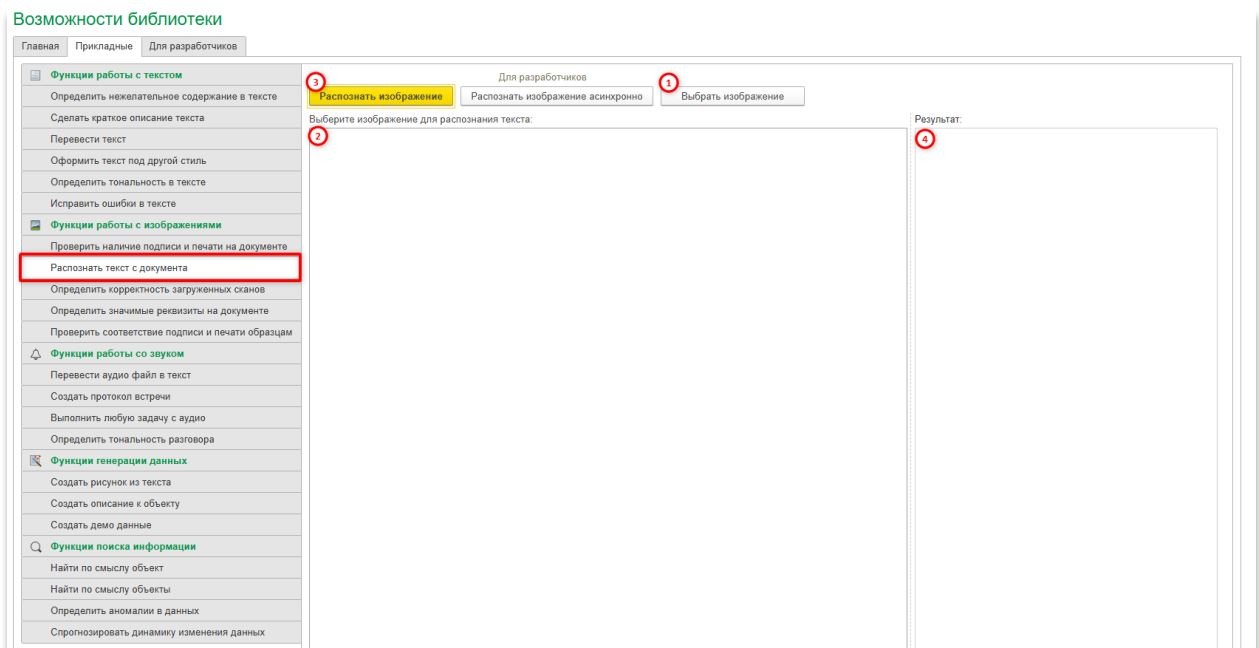 Возможности библиотеки
Главная Прикладные Для разработчиков
Функции работы с текстом
Определить нежелательное содержание в тексте
Сделать краткое описание текста
Перевести текст
Оформить текст под другой стиль
Определить тональность в тексте
Исправить ошибки в тексте
Функции работы с изображениями
Проверить наличие подписи и печати на документе
Распознать текст с документа
Определить корректность загруженных сканов
Определить значимые реквизиты на документе
Проверить соответствие подписи и печати образцам
Функции работы со звуком
Перевести аудио файл в текст
Создать протокол встречи
Выполнить любую задачу с аудио
Определить тональность разговора
Функции генерации данных
Создать рисунок из текста
Создать описание к объекту
Создать демо данные
Функции поиска информации
Найти по смыслу объект
Найти по смыслу объекты
Определить аномалии в данных
Спрогнозировать динамику изменения данных
Для разработчиков
3 1
Распознать изображение Распознать изображение асинхронно Выбрать изображение
Выберите изображение для распознания текста: Результат:
2 4